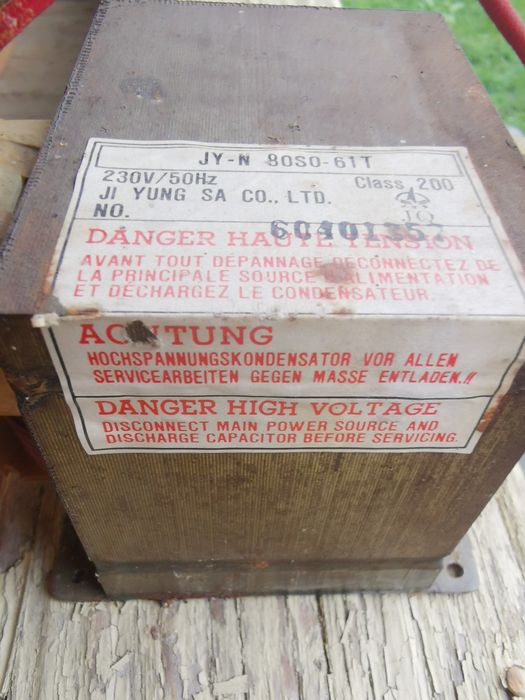 JY-N 80S0-61T
230V/50Hz Class 200
JI YUNG SA CO., LTD.
NO. 60401357 JQ
DANGER HAUTE TENSION
AVANT TOUT DÉPANNAGE DÉCONNECTEZ DE
LA PRINCIPALE SOURCE ALIMENTATION
ET DÉCHARGEZ LE CONDENSATEUR.
ACHTUNG
HOCHSPANNUNGSKONDENSATOR VOR ALLEN
SERVICEARBEITEN GEGEN MASSE ENTLADEN.!!
DANGER HIGH VOLTAGE
DISCONNECT MAIN POWER SOURCE AND
DISCHARGE CAPACITOR BEFORE SERVICING.